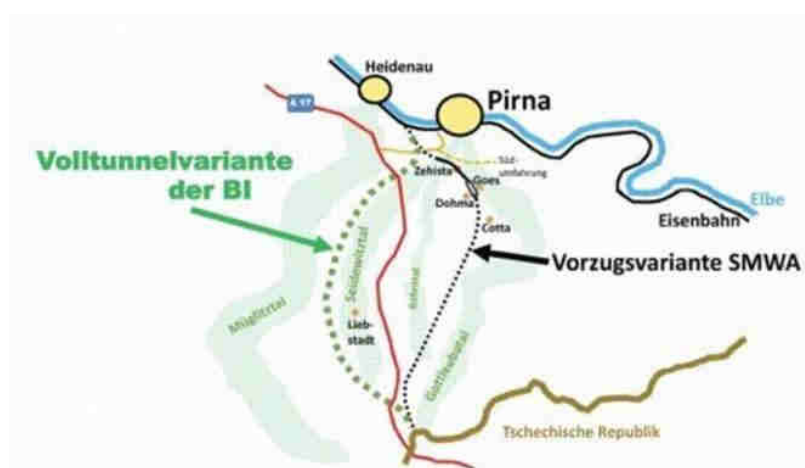 Heidenau
A 17
Pirna
Volltunnelvariante
der BI
Zehista
Süd-
umfahrung
Goes
Dohma
Elbe
Eisenbahn
Cotta
Vorzugsvariante SMWA
Seidewitztal
Müglitztal
Bahretal
Lieb-
stadt
Gottleubatal
Tschechische Republik